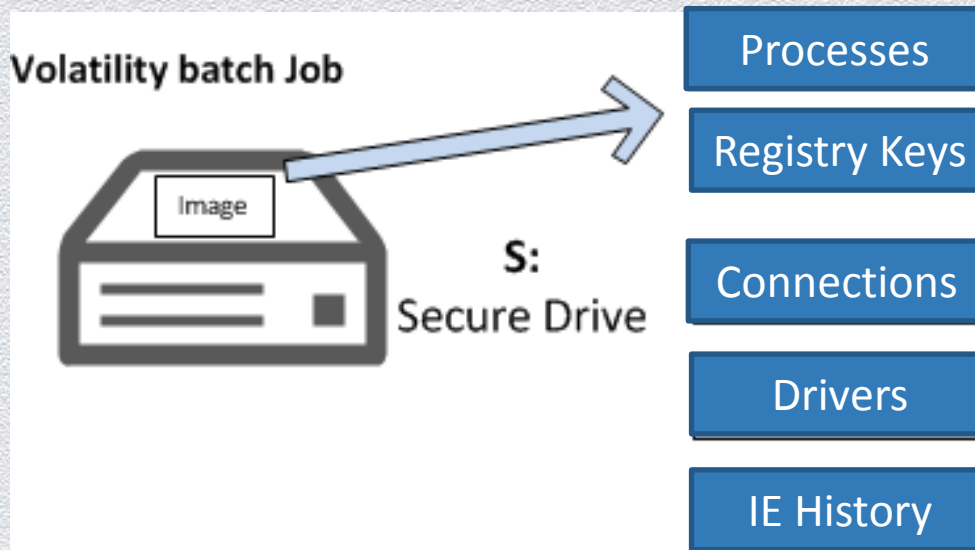 Volatility batch Job
Image
S:
Secure Drive
Processes
Registry Keys
Connections
Drivers
IE History